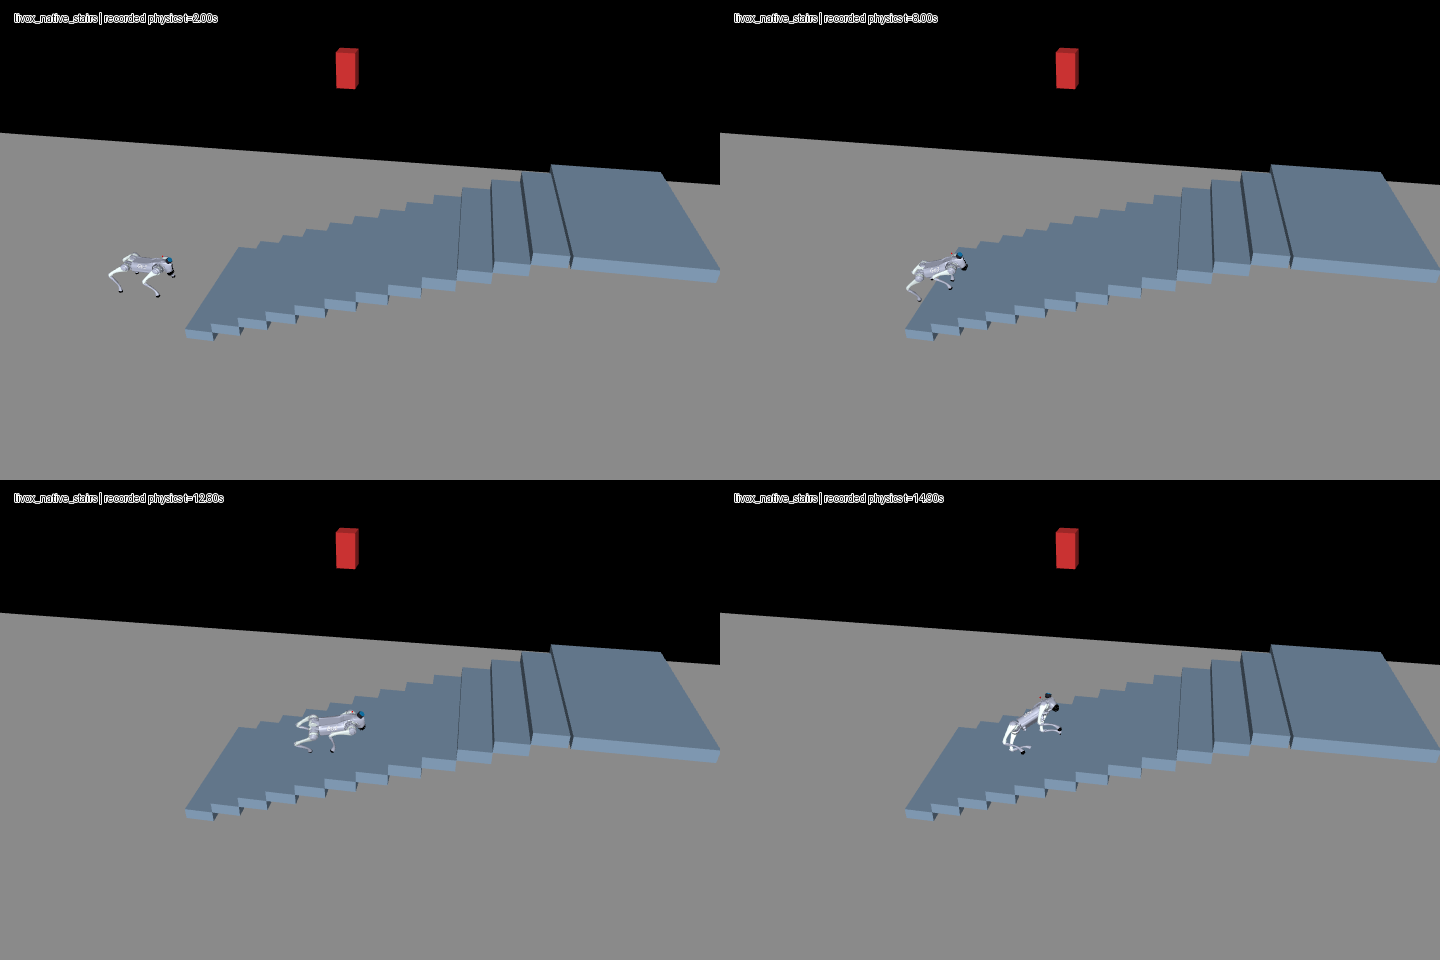 livox_native_stairs | recorded physics t=2.00s
livox_native_stairs | recorded physics t=8.00s
livox_native_stairs | recorded physics t=12.80s
livox_native_stairs | recorded physics t=14.90s